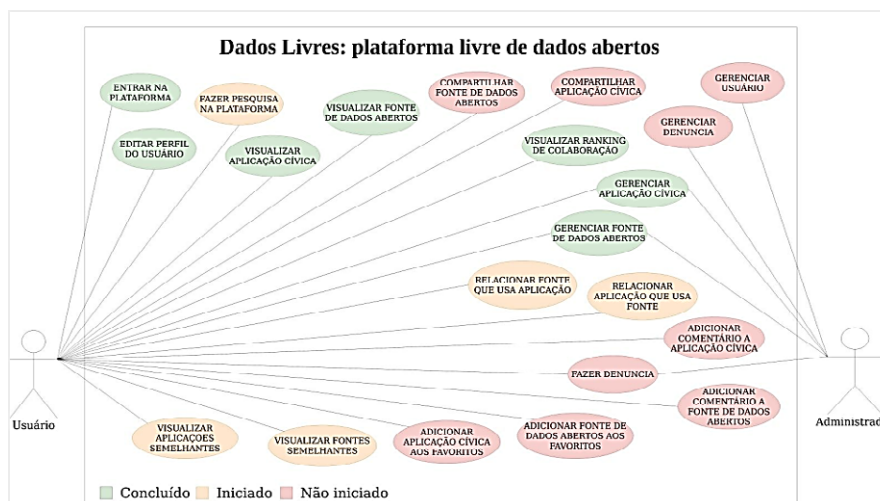 Dados Livres: plataforma livre de dados abertos
ENTRAR NA
PLATAFORMA
FAZER PESQUISA
NA PLATAFORMA
VISUALIZAR FONTE
DE DADOS ABERTOS
COMPARTILHAR
FONTE DE DADOS
ABERTOS
COMPARTILHAR
APLICAÇÃO CÍVICA
GERENCIAR
USUÁRIO
EDITAR PERFIL
DO USUÁRIO
VISUALIZAR
APLICAÇÃO CÍVICA
VISUALIZAR RANKING
DE COLABORAÇÃO
GERENCIAR
DENUNCIA
GERENCIAR
APLICAÇÃO CÍVICA
GERENCIAR FONTE
DE DADOS ABERTOS
RELACIONAR FONTE
QUE USA APLICAÇÃO
RELACIONAR
APLICAÇÃO QUE USA
FONTE
ADICIONAR
COMENTÁRIO A
APLICAÇÃO CÍVICA
FAZER DENUNCIA
ADICIONAR
COMENTÁRIO A
FONTE DE DADOS
ABERTOS
Usuário
Administrad
VISUALIZAR
APLICAÇOES
SEMELHANTES
VISUALIZAR FONTES
SEMELHANTES
ADICIONAR
APLICAÇÃO CÍVICA
AOS FAVORITOS
ADICIONAR FONTE DE
DADOS ABERTOS AOS
FAVORITOS
Concluído
Iniciado
Não iniciado